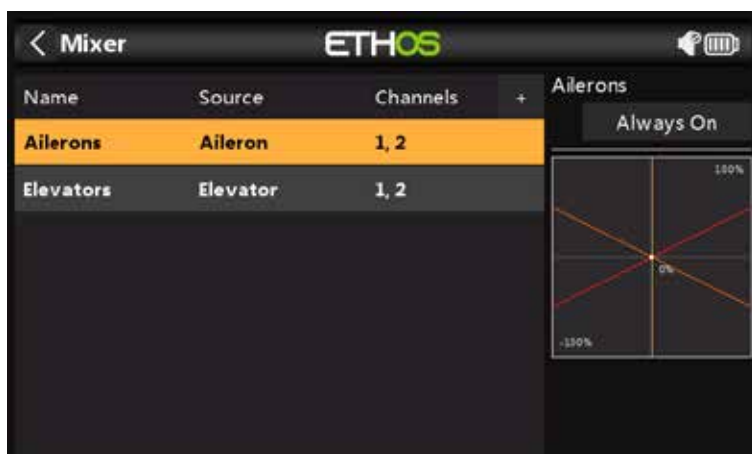 Mixer ETHOS
Name Source Channels + Ailerons
Always On
Ailerons Aileron 1, 2
Elevators Elevator 1, 2
100%
0%
-100%